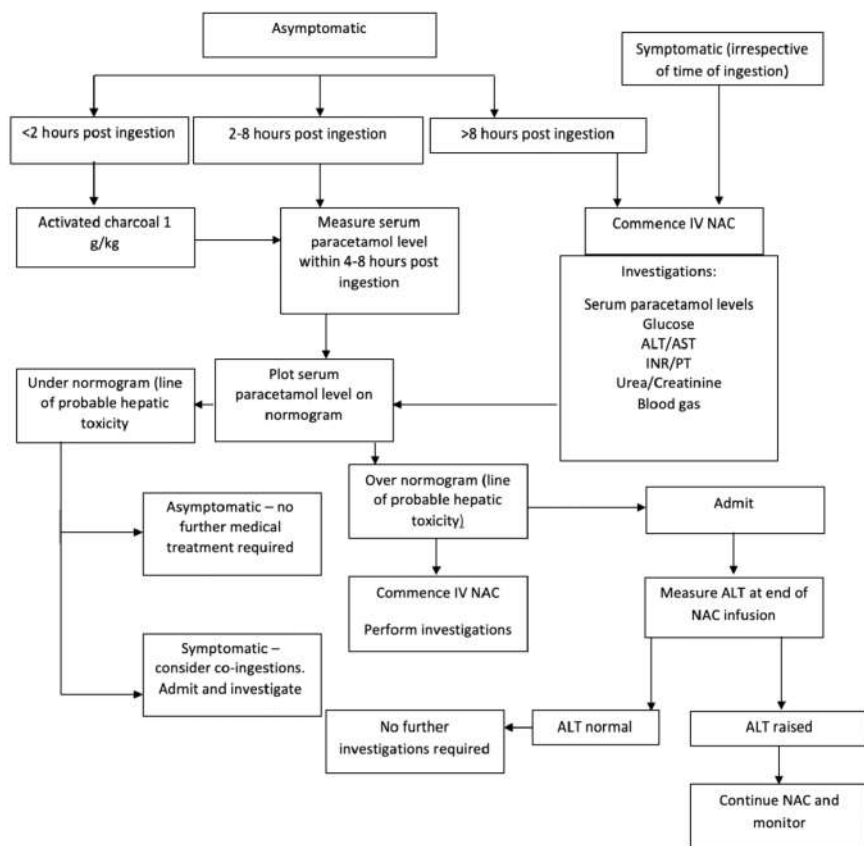 Asymptomatic
Symptomatic (irrespective
of time of ingestion)
<2 hours post ingestion
2-8 hours post ingestion
>8 hours post ingestion
Activated charcoal 1
g/kg
Measure serum
paracetamol level
within 4-8 hours post
ingestion
Commence IV NAC
Investigations:
Serum paracetamol levels
Glucose
ALT/AST
INR/PT
Urea/Creatinine
Blood gas
Under normogram (line
of probable hepatic
toxicity
Plot serum
paracetamol level on
normogram
Over normogram (line
of probable hepatic
toxicity)
Admit
Asymptomatic – no
further medical
treatment required
Commence IV NAC
Perform investigations
Measure ALT at end of
NAC infusion
Symptomatic –
consider co-ingestions.
Admit and investigate
No further
investigations required
ALT normal
ALT raised
Continue NAC and
monitor